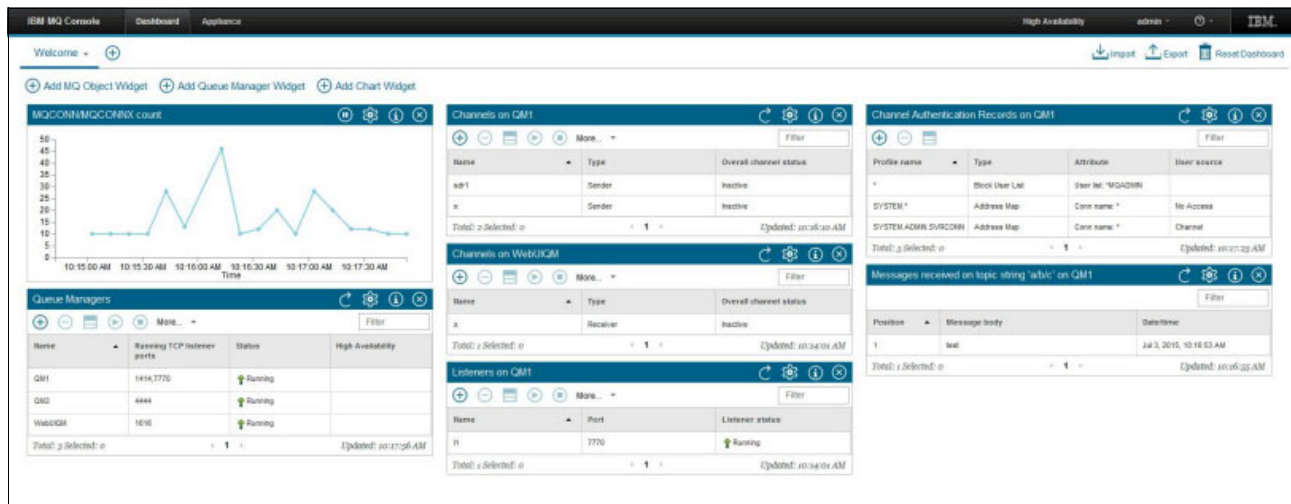 IBM MQ Console Dashboard Appliance High Availability admin IBM.
Welcome Import Export Reset Dashboard
Add MQ Object Widget Add Queue Manager Widget Add Chart Widget
MQCONN/MQCONNX count
50
45
40
35
30
25
20
15
10
5
0
10:15:00 AM 10:15:30 AM 10:16:00 AM 10:16:30 AM 10:17:00 AM 10:17:30 AM
Time
Queue Managers
More... Filter
Name Running TCP listener ports Status High Availability
QM1 1414,7770 Running
QM2 4444 Running
WebUIQM 1616 Running
Total: 3 Selected: 0 1 Updated: 10:17:56 AM
Channels on QM1
More... Filter
Name Type Overall channel status
sdr1 Sender Inactive
x Sender Inactive
Total: 2 Selected: 0 1 Updated: 10:16:10 AM
Channels on WebUIQM
More... Filter
Name Type Overall channel status
Receiver Inactive
Total: 1 Selected: 0 1 Updated: 10:14:01 AM
Listeners on QM1
More... Filter
Name Port Listener status
7770 Running
Total: 1 Selected: 0 1 Updated: 10:14:01 AM
Channel Authentication Records on QM1
Filter
Profile name Type Attribute User source
* Block User List User list: *MQADMIN
SYSTEM.* Address Map Conn name: * No Access
SYSTEM.ADMIN.SVRCONN Address Map Conn name: * Channel
Total: 3 Selected: 0 1 Updated: 10:17:25 AM
Messages received on topic string 'a/b/c' on QM1
Filter
Position Message body Date/time
1 test Jul 3, 2015, 10:18:53 AM
Total: 1 Selected: 0 1 Updated: 10:16:55 AM